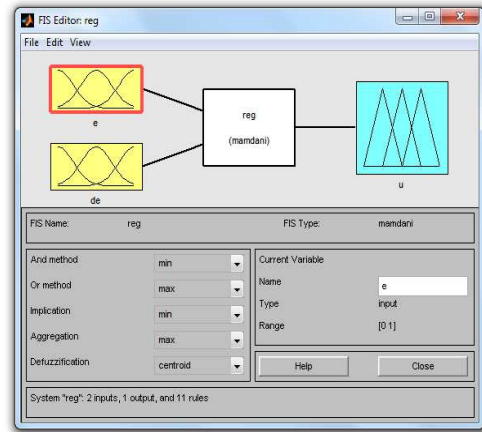 FIS Editor: reg
File Edit View
e
de
reg
(mamdani)
u
FIS Name: reg FIS Type: mamdani
And method min
Or method max
Implication min
Aggregation max
Defuzzification centroid
Current Variable
Name e
Type input
Range [0 1]
Help Close
System "reg": 2 inputs, 1 output, and 11 rules